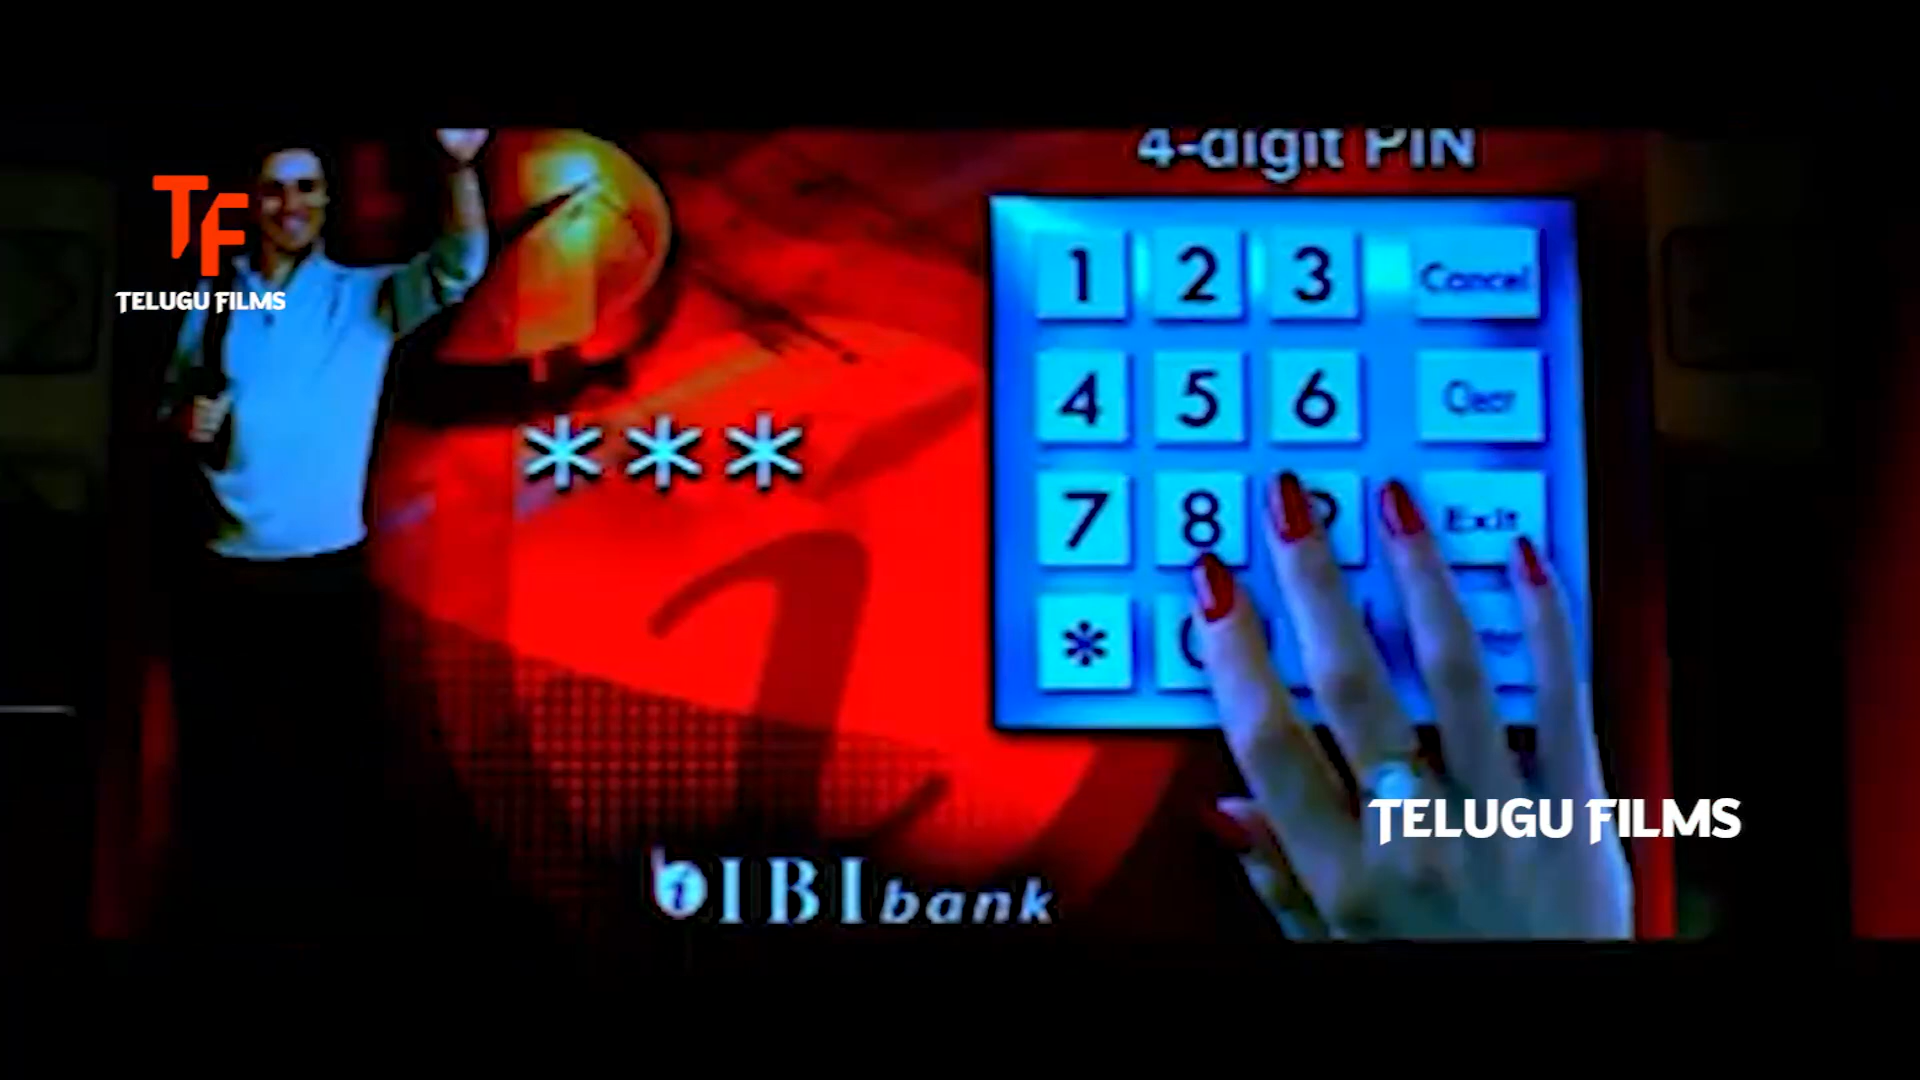 4-digit PIN
TF
TELUGU FILMS
1 2 3 Cancel
4 5 6 Clear
***
7 8 9 Exit
*
TELUGU FILMS
IBI bank